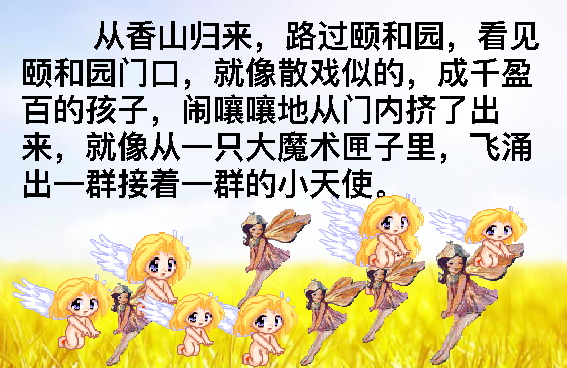 从香山归来，路过颐和园，看见
颐和园门口，就像散戏似的，成千盈
百的孩子，闹嚷嚷地从门内挤了出
来，就像从一只大魔术匣子里，飞涌
出一群接着一群的小天使。